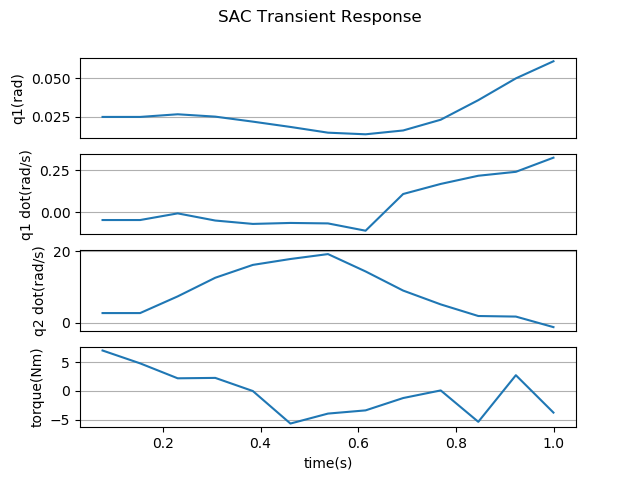 SAC Transient Response
q1(rad)
0.050
0.025
q1 dot(rad/s)
0.25
0.00
q2 dot(rad/s)
20
0
torque(Nm)
5
0
−5
0.2 0.4 0.6 0.8 1.0
time(s)